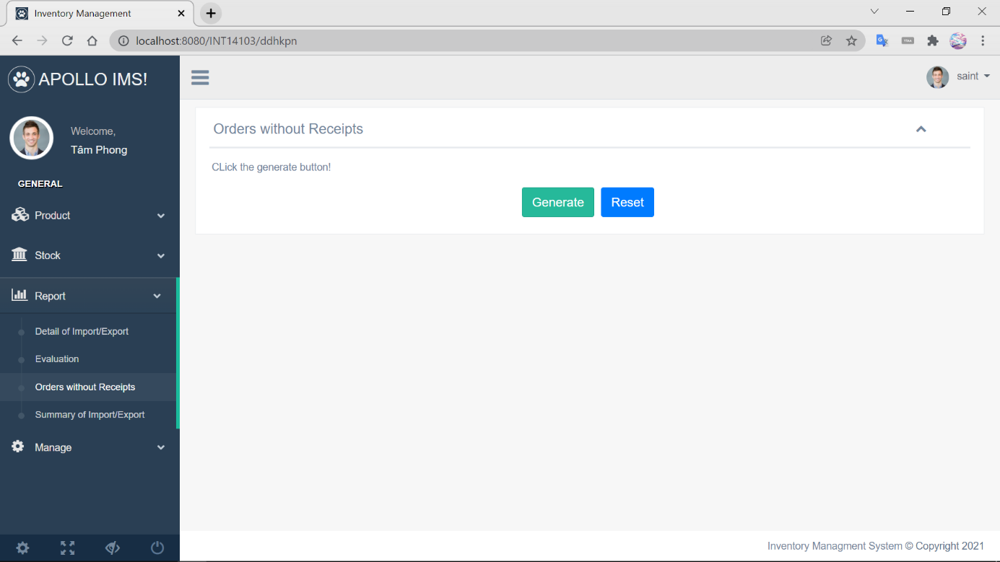 Inventory Management
localhost:8080/INT14103/ddhkpn
APOLLO IMS!
saint
Welcome,
Tâm Phong
GENERAL
Product
Stock
Report
Detail of Import/Export
Evaluation
Orders without Receipts
Summary of Import/Export
Manage
Orders without Receipts
CLick the generate button!
Generate Reset
Inventory Managment System © Copyright 2021